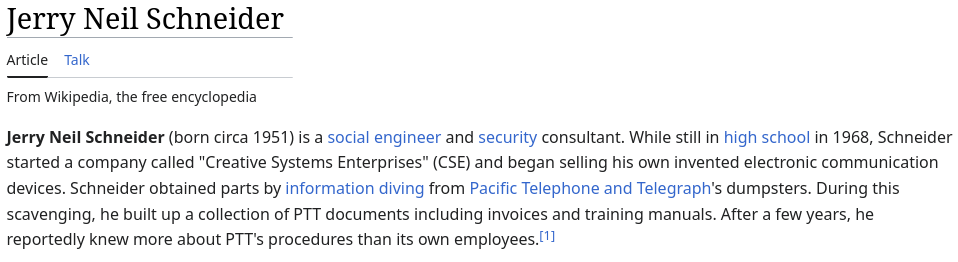 Jerry Neil Schneider
Article Talk
From Wikipedia, the free encyclopedia
Jerry Neil Schneider (born circa 1951) is a social engineer and security consultant. While still in high school in 1968, Schneider
started a company called "Creative Systems Enterprises" (CSE) and began selling his own invented electronic communication
devices. Schneider obtained parts by information diving from Pacific Telephone and Telegraph's dumpsters. During this
scavenging, he built up a collection of PTT documents including invoices and training manuals. After a few years, he
reportedly knew more about PTT's procedures than its own employees.[1]